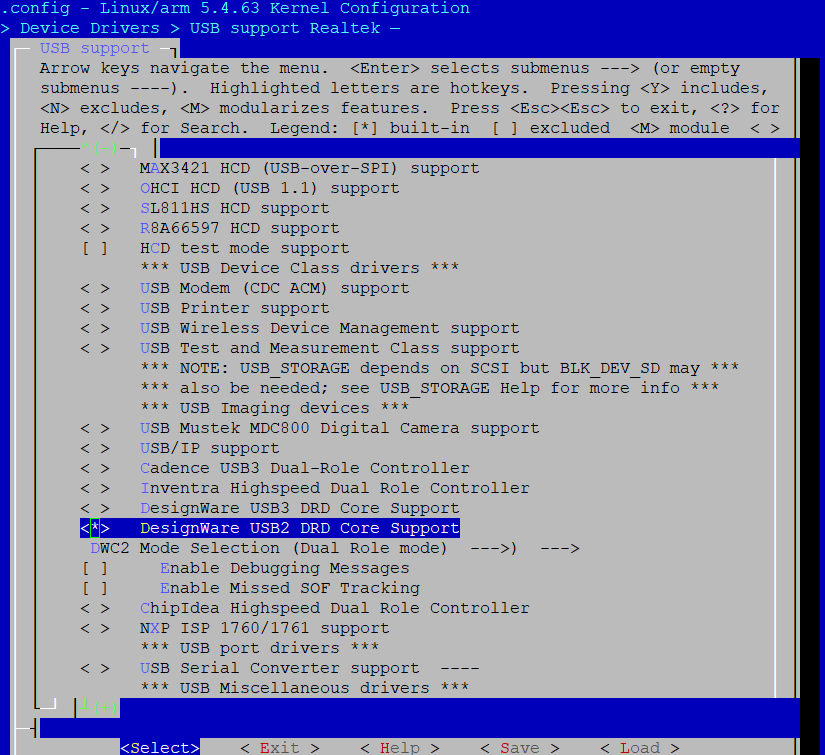 .config - Linux/arm 5.4.63 Kernel Configuration
> Device Drivers > USB support Realtek —
USB support
Arrow keys navigate the menu.  <Enter> selects submenus ---> (or empty
submenus ----).  Highlighted letters are hotkeys.  Pressing <Y> includes,
<N> excludes, <M> modularizes features.  Press <Esc><Esc> to exit, <?> for
Help, </> for Search.  Legend: [*] built-in  [ ] excluded  <M> module  < >
^(-)
< >   MAX3421 HCD (USB-over-SPI) support
< >   OHCI HCD (USB 1.1) support
< >   SL811HS HCD support
< >   R8A66597 HCD support
[ ]   HCD test mode support
*** USB Device Class drivers ***
< >   USB Modem (CDC ACM) support
< >   USB Printer support
< >   USB Wireless Device Management support
< >   USB Test and Measurement Class support
*** NOTE: USB_STORAGE depends on SCSI but BLK_DEV_SD may ***
*** also be needed; see USB_STORAGE Help for more info ***
*** USB Imaging devices ***
< >   USB Mustek MDC800 Digital Camera support
< >   USB/IP support
< >   Cadence USB3 Dual-Role Controller
< >   Inventra Highspeed Dual Role Controller
< >   DesignWare USB3 DRD Core Support
<*>   DesignWare USB2 DRD Core Support
DWC2 Mode Selection (Dual Role mode)  --->)  --->
[ ]     Enable Debugging Messages
[ ]     Enable Missed SOF Tracking
< >   ChipIdea Highspeed Dual Role Controller
< >   NXP ISP 1760/1761 support
*** USB port drivers ***
< >   USB Serial Converter support  ----
*** USB Miscellaneous drivers ***
<Select>    < Exit >    < Help >    < Save >    < Load >